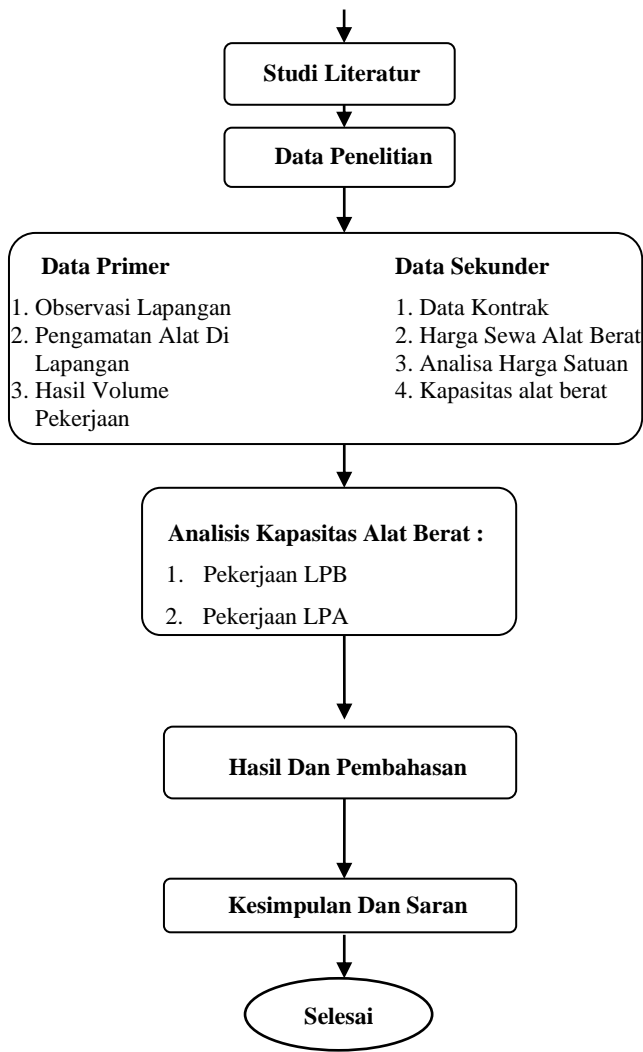 Studi Literatur
Data Penelitian
Data Primer
1. Observasi Lapangan
2. Pengamatan Alat Di
Lapangan
3. Hasil Volume
Pekerjaan
Data Sekunder
1. Data Kontrak
2. Harga Sewa Alat Berat
3. Analisa Harga Satuan
4. Kapasitas alat berat
Analisis Kapasitas Alat Berat :
1. Pekerjaan LPB
2. Pekerjaan LPA
Hasil Dan Pembahasan
Kesimpulan Dan Saran
Selesai